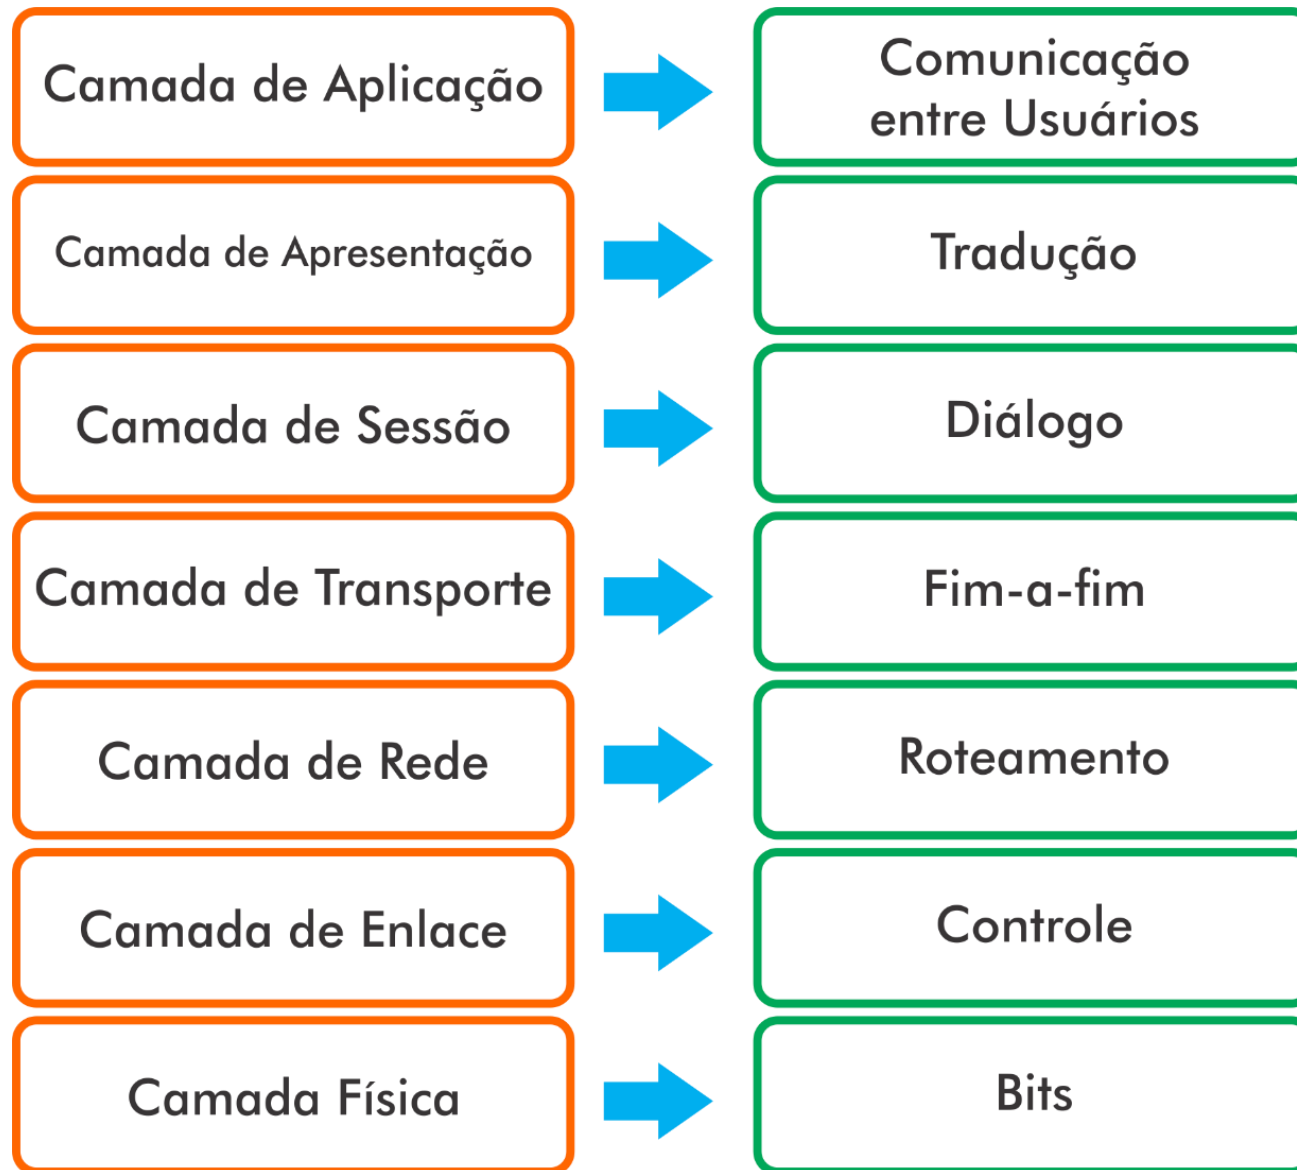 Camada de Aplicação
Comunicação
entre Usuários
Camada de Apresentação
Tradução
Camada de Sessão
Diálogo
Camada de Transporte
Fim-a-fim
Camada de Rede
Roteamento
Camada de Enlace
Controle
Camada Física
Bits